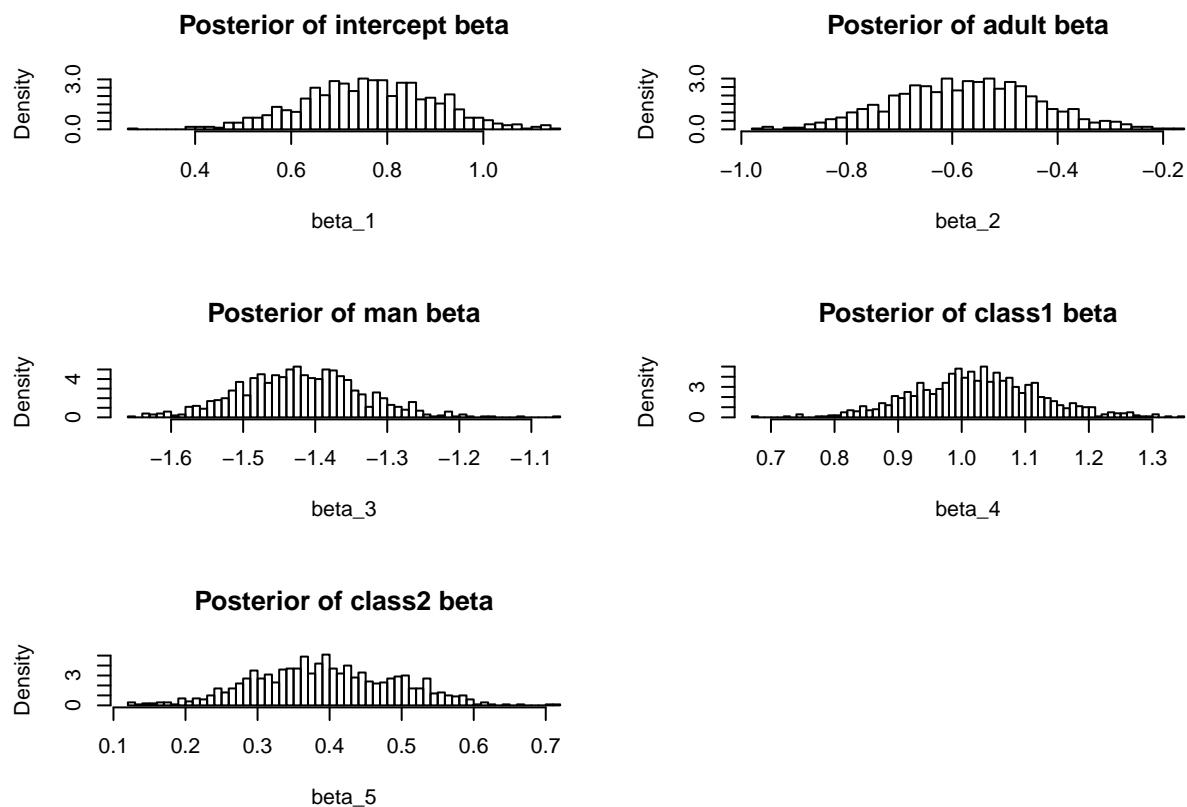 Posterior of intercept beta
Density
0.0 3.0
0.4 0.6 0.8 1.0
beta_1
Posterior of adult beta
Density
0.0 3.0
−1.0 −0.8 −0.6 −0.4 −0.2
beta_2
Posterior of man beta
Density
0 4
−1.6 −1.5 −1.4 −1.3 −1.2 −1.1
beta_3
Posterior of class1 beta
Density
0 3
0.7 0.8 0.9 1.0 1.1 1.2 1.3
beta_4
Posterior of class2 beta
Density
0 3
0.1 0.2 0.3 0.4 0.5 0.6 0.7
beta_5